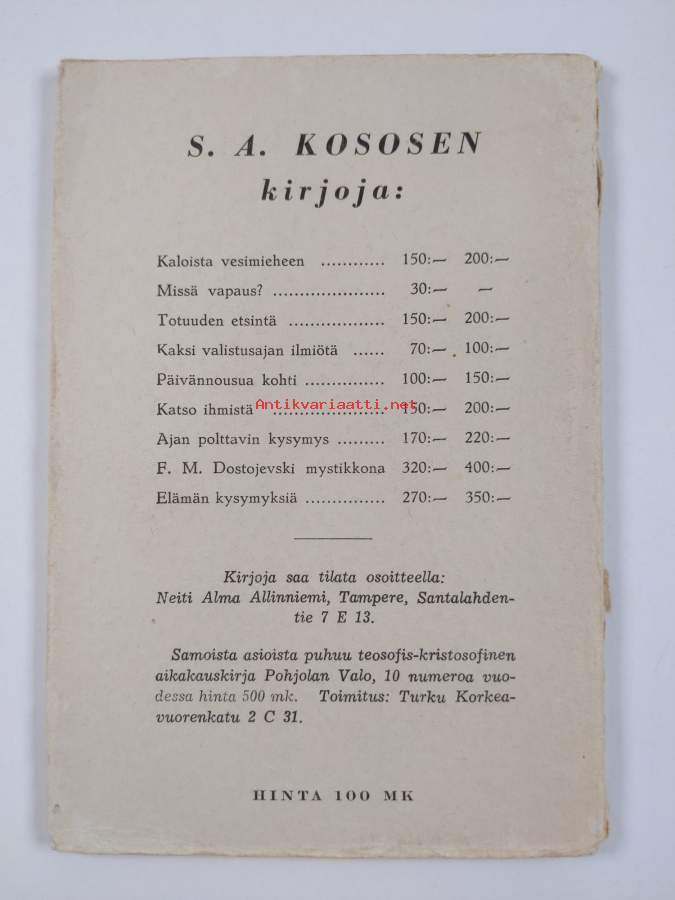 S. A. KOSOSEN
kirjoja:
Kaloista vesimieheen ............ 150:— 200:—
Missä vapaus? ..................... 30:— —
Totuuden etsintä .................. 150:— 200:—
Kaksi valistusajan ilmiötä ...... 70:— 100:—
Päivännousua kohti ............... 100:— 150:—
Katso ihmistä ..................... 150:— 200:—
Antikvariaatti.net
Ajan polttavin kysymys ......... 170:— 220:—
F. M. Dostojevski mystikkona 320:— 400:—
Elämän kysymyksiä ............... 270:— 350:—
Kirjoja saa tilata osoitteella:
Neiti Alma Allinniemi, Tampere, Santalahden-
tie 7 E 13.
Samoista asioista puhuu teosofis-kristosofinen
aikakauskirja Pohjolan Valo, 10 numeroa vuo-
dessa hinta 500 mk. Toimitus: Turku Korkea-
vuorenkatu 2 C 31.
HINTA 100 MK